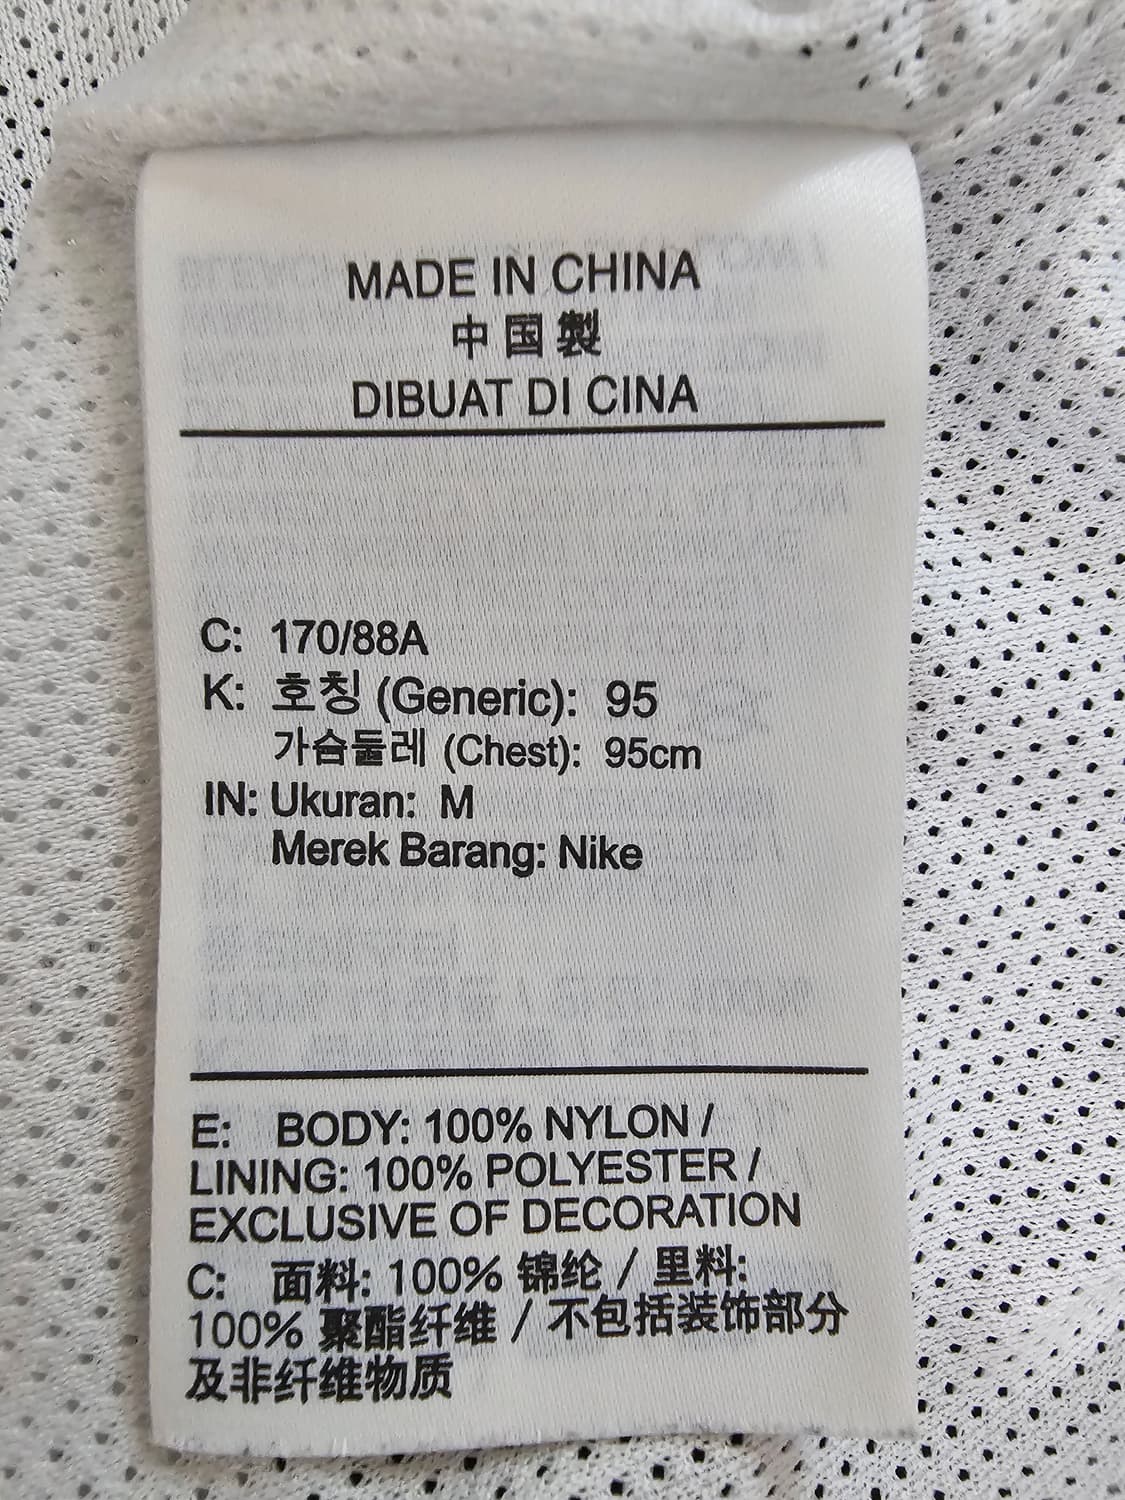 MADE IN CHINA
中国製
DIBUAT DI CINA
C: 170/88A
K: 호칭 (Generic): 95
가슴둘레 (Chest): 95cm
IN: Ukuran: M
Merek Barang: Nike
E: BODY: 100% NYLON /
LINING: 100% POLYESTER /
EXCLUSIVE OF DECORATION
C: 面料: 100% 锦纶 / 里料:
100% 聚酯纤维 / 不包括装饰部分
及非纤维物质